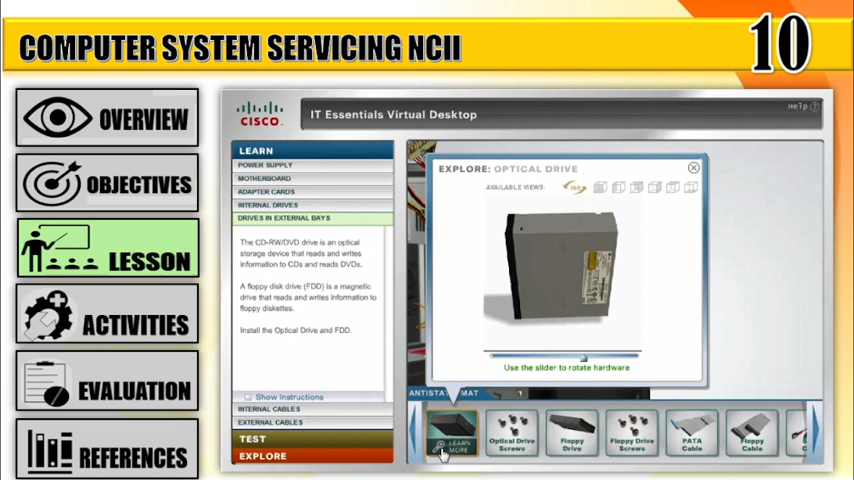 COMPUTER SYSTEM SERVICING NCII
10
OVERVIEW
OBJECTIVES
LESSON
ACTIVITIES
EVALUATION
REFERENCES
CISCO
IT Essentials Virtual Desktop
Help ?
LEARN
POWER SUPPLY
MOTHERBOARD
ADAPTER CARDS
INTERNAL DRIVES
DRIVES IN EXTERNAL BAYS
The CD-RW/DVD drive is an optical
storage device that reads and writes
information to CDs and reads DVDs.
A floppy disk drive (FDD) is a magnetic
drive that reads and writes information to
floppy diskettes.
Install the Optical Drive and FDD.
Show Instructions
INTERNAL CABLES
EXTERNAL CABLES
TEST
EXPLORE
EXPLORE: OPTICAL DRIVE
AVAILABLE VIEWS:
360
Use the slider to rotate hardware
ANTISTA MAT
LEARN
MORE
Optical Drive
Screws
Floppy
Drive
Floppy Drive
Screws
PATA
Cable
Floppy
Cable